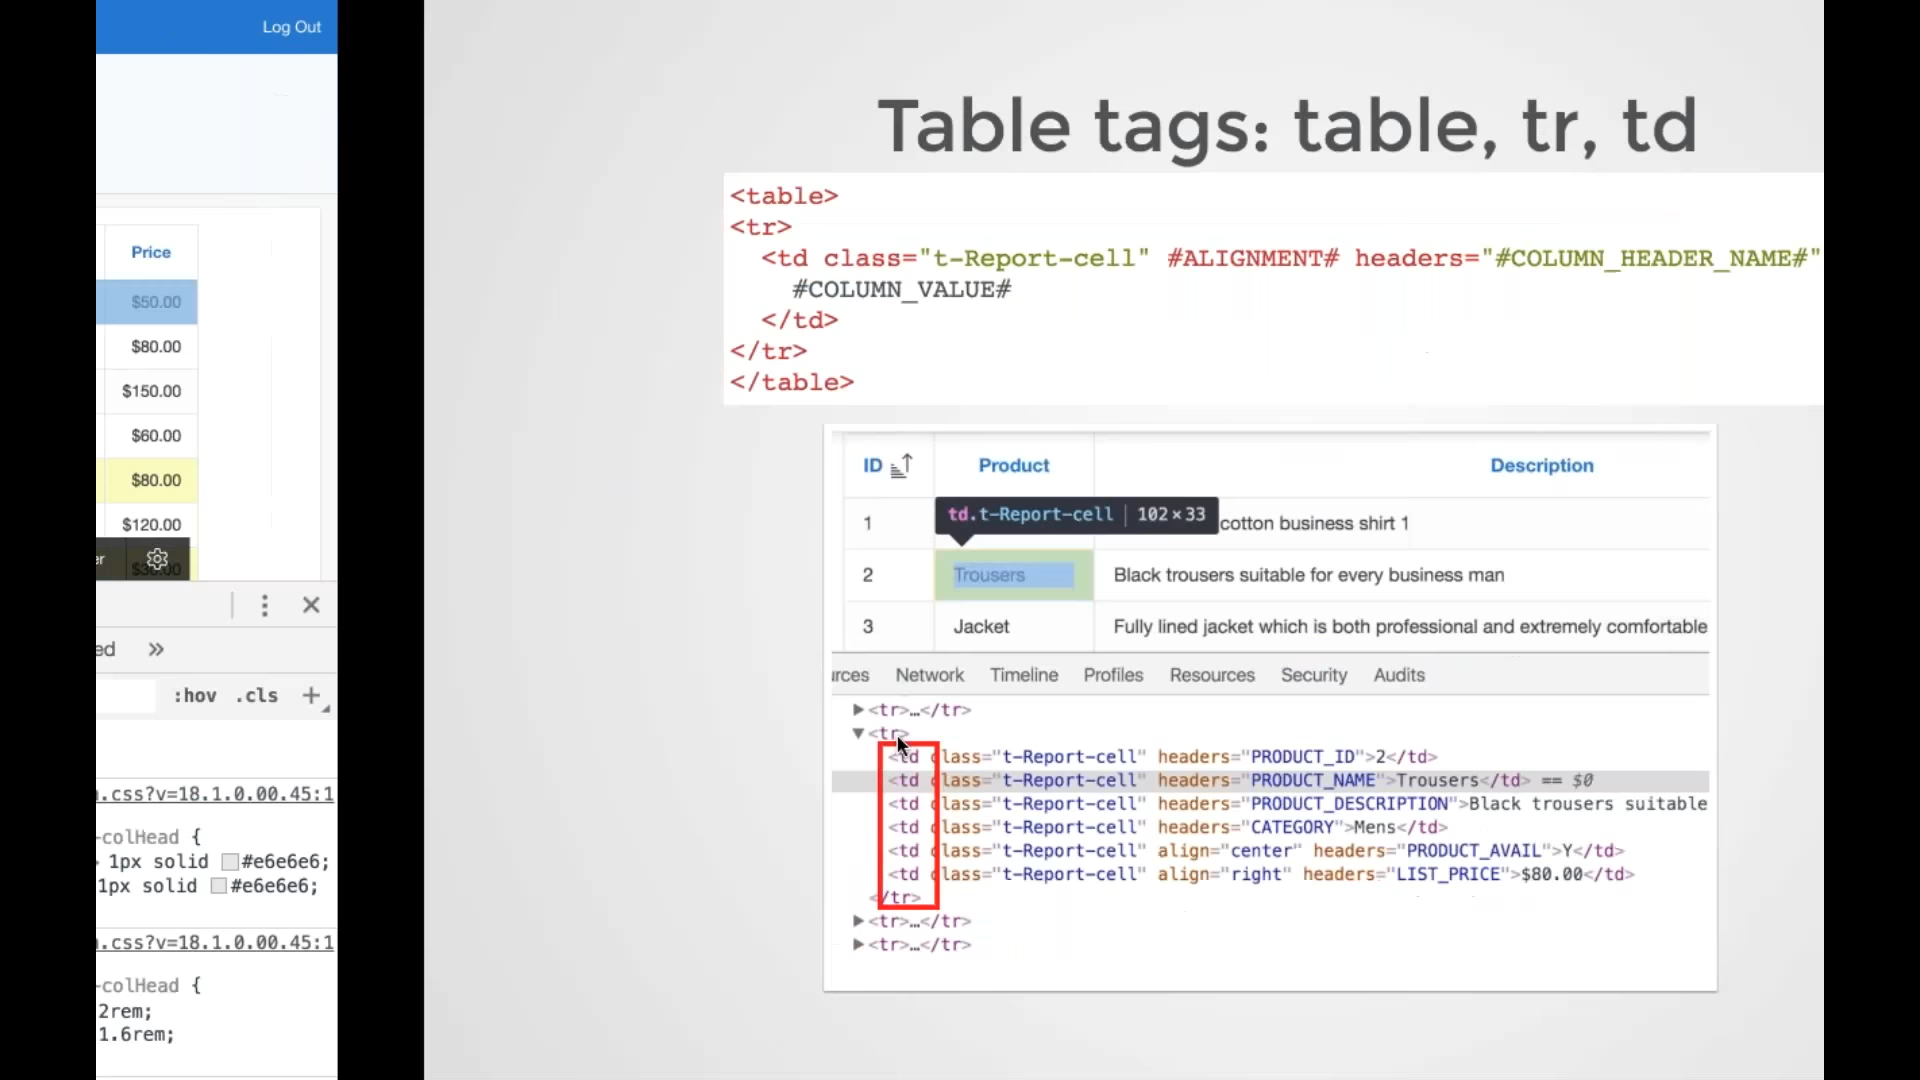 Log Out
Price
$50.00
$80.00
$150.00
$60.00
$80.00
$120.00
er
$30.00
ed »
:hov .cls +
.css?v=18.1.0.00.45:1
-colHead {
1px solid #e6e6e6;
1px solid #e6e6e6;
.css?v=18.1.0.00.45:1
-colHead {
2rem;
1.6rem;
Table tags: table, tr, td
<table>
<tr>
<td class="t-Report-cell" #ALIGNMENT# headers="#COLUMN_HEADER_NAME#"
#COLUMN_VALUE#
</td>
</tr>
</table>
ID Product Description
td.t-Report-cell | 102×33
1 cotton business shirt 1
2 Trousers Black trousers suitable for every business man
3 Jacket Fully lined jacket which is both professional and extremely comfortable
urces Network Timeline Profiles Resources Security Audits
▶<tr>…</tr>
▼<tr>
<td class="t-Report-cell" headers="PRODUCT_ID">2</td>
<td class="t-Report-cell" headers="PRODUCT_NAME">Trousers</td> == $0
<td class="t-Report-cell" headers="PRODUCT_DESCRIPTION">Black trousers suitable
<td class="t-Report-cell" headers="CATEGORY">Mens</td>
<td class="t-Report-cell" align="center" headers="PRODUCT_AVAIL">Y</td>
<td class="t-Report-cell" align="right" headers="LIST_PRICE">$80.00</td>
</tr>
▶<tr>…</tr>
▶<tr>…</tr>